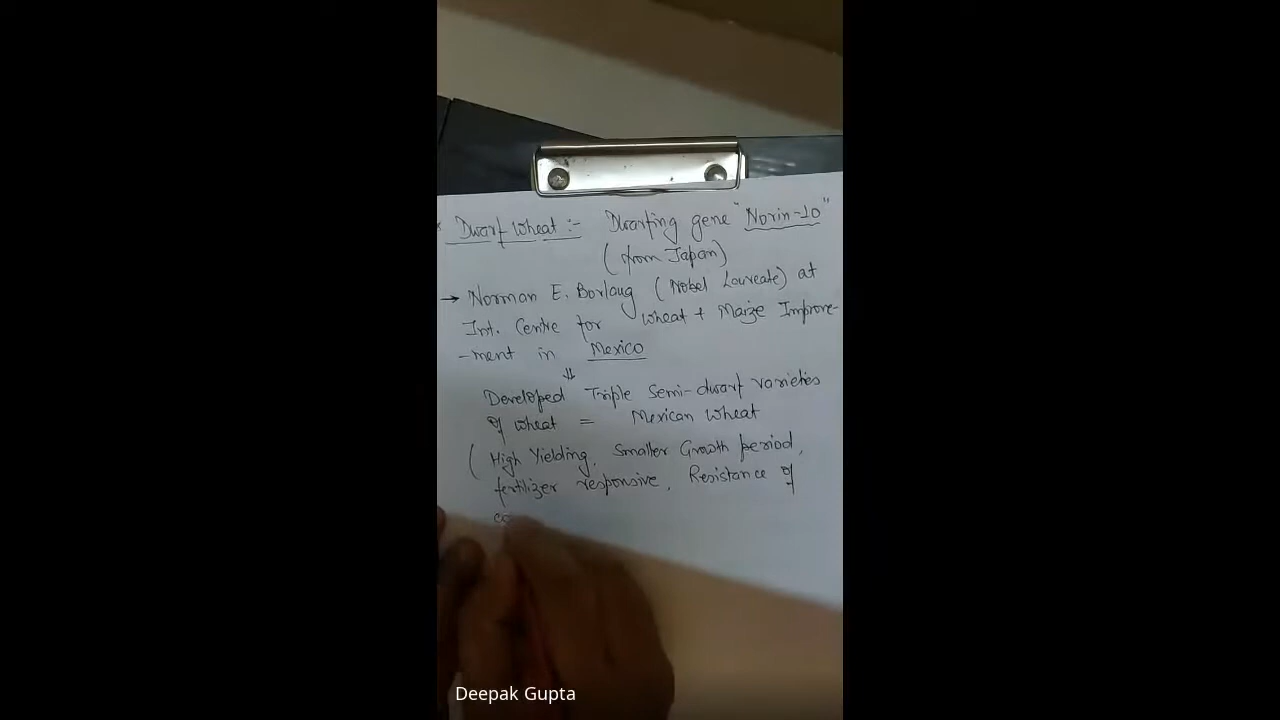 * Dwarf Wheat :- Dwarfing gene "Norin-10"
(from Japan)
→ Norman E. Borlaug (Nobel Laureate) at
Int. Centre for Wheat + Maize Improve-
-ment in Mexico
⇓
Developed Triple Semi-dwarf varieties
of wheat = Mexican Wheat
( High Yielding, Smaller Growth period,
fertilizer responsive, Resistance of
Deepak Gupta